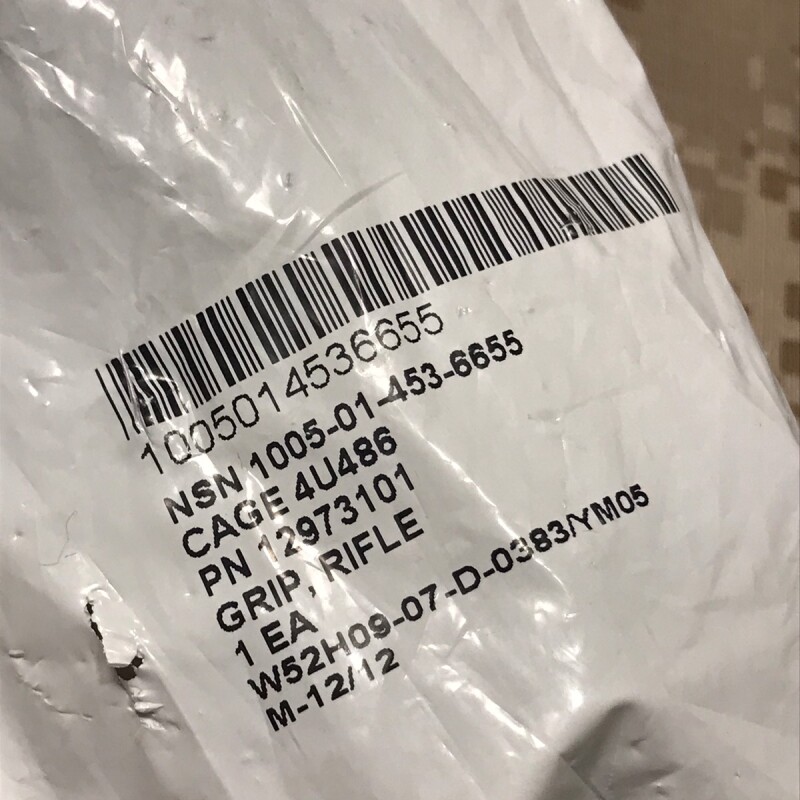 1005014536655
NSN 1005-01-453-6655
CAGE 4U486
PN 12973101
GRIP, RIFLE
1 EA
W52H09-07-D-0383/YM05
M-12/12